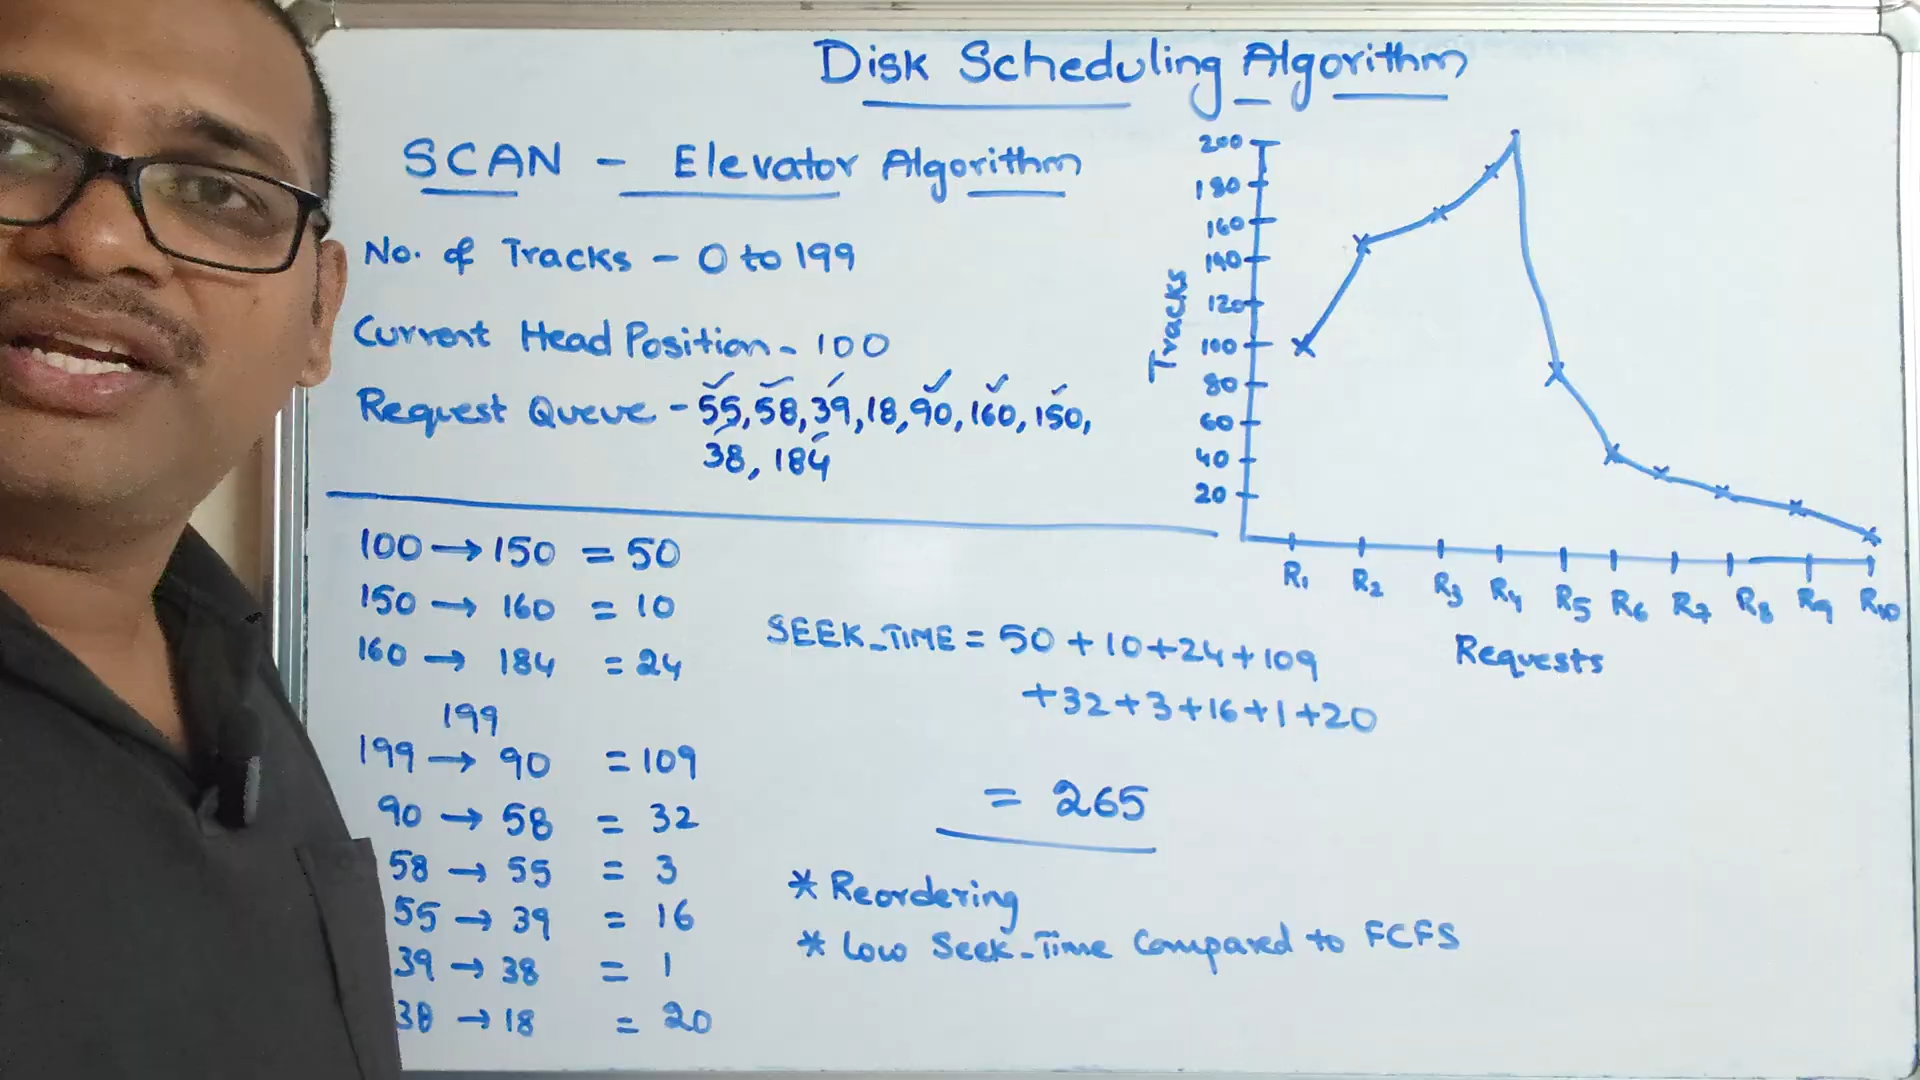 Disk Scheduling Algorithm
SCAN - Elevator Algorithm
No. of Tracks - 0 to 199
Current Head Position - 100
Request Queue - 55, 58, 39, 18, 90, 160, 150,
38, 184
100 → 150 = 50
150 → 160 = 10
160 → 184 = 24
199
199 → 90 = 109
90 → 58 = 32
58 → 55 = 3
55 → 39 = 16
39 → 38 = 1
38 → 18 = 20
SEEK_TIME = 50 + 10 + 24 + 109
+ 32 + 3 + 16 + 1 + 20
= 265
* Reordering
* Low Seek-Time Compared to FCFS
Tracks
200
180
160
140
120
100
80
60
40
20
R1 R2 R3 R4 R5 R6 R7 R8 R9 R10
Requests